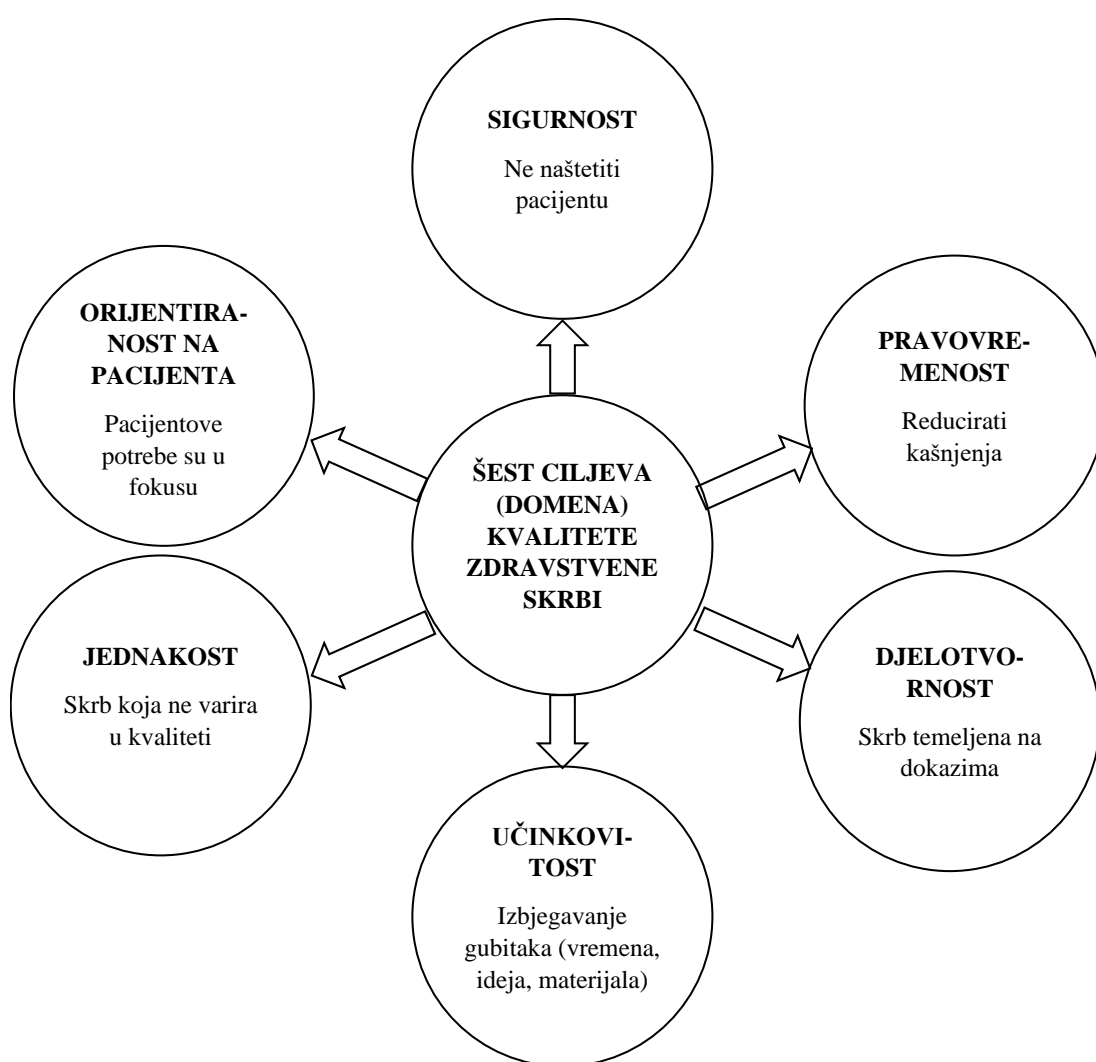 SIGURNOST
Ne naštetiti
pacijentu
ORIJENTIRA-
NOST NA
PACIJENTA
Pacijentove
potrebe su u
fokusu
PRAVOVRE-
MENOST
Reducirati
kašnjenja
ŠEST CILJEVA
(DOMENA)
KVALITETE
ZDRAVSTVENE
SKRBI
JEDNAKOST
Skrb koja ne varira
u kvaliteti
DJELOTVO-
RNOST
Skrb temeljena na
dokazima
UČINKOVI-
TOST
Izbjegavanje
gubitaka (vremena,
ideja, materijala)